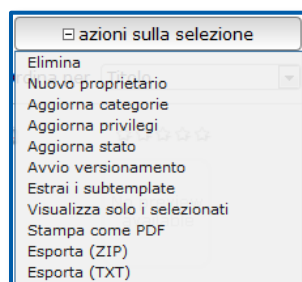 azioni sulla selezione
Elimina
Nuovo proprietario
Aggiorna categorie
Aggiorna privilegi
Aggiorna stato
Avvio versionamento
Estrai i subtemplate
Visualizza solo i selezionati
Stampa come PDF
Esporta (ZIP)
Esporta (TXT)